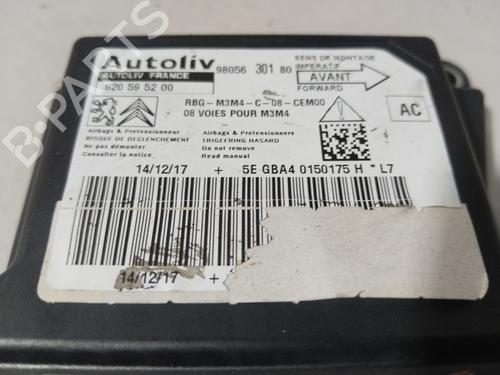 Autoliv
AUTOLIV FRANCE
620 59 52 00
98056 301 80
SENS DE MONTAGE
IMPERATIF
AVANT
FORWARD
RBG - M3M4 - C - 08 - CEM00
08 VOIES POUR M3M4
AC
Airbags & Pretensionneur
RISQUE DE DECLENCHEMENT
Ne pas démonter
Consulter la notice
Airbags & Pretensionners
TRIGGERING HASARD
Do not remove
Read manual
14/12/17 + 5E GBA4 0150175 H * L7
14/12/17 +
B-PARTS